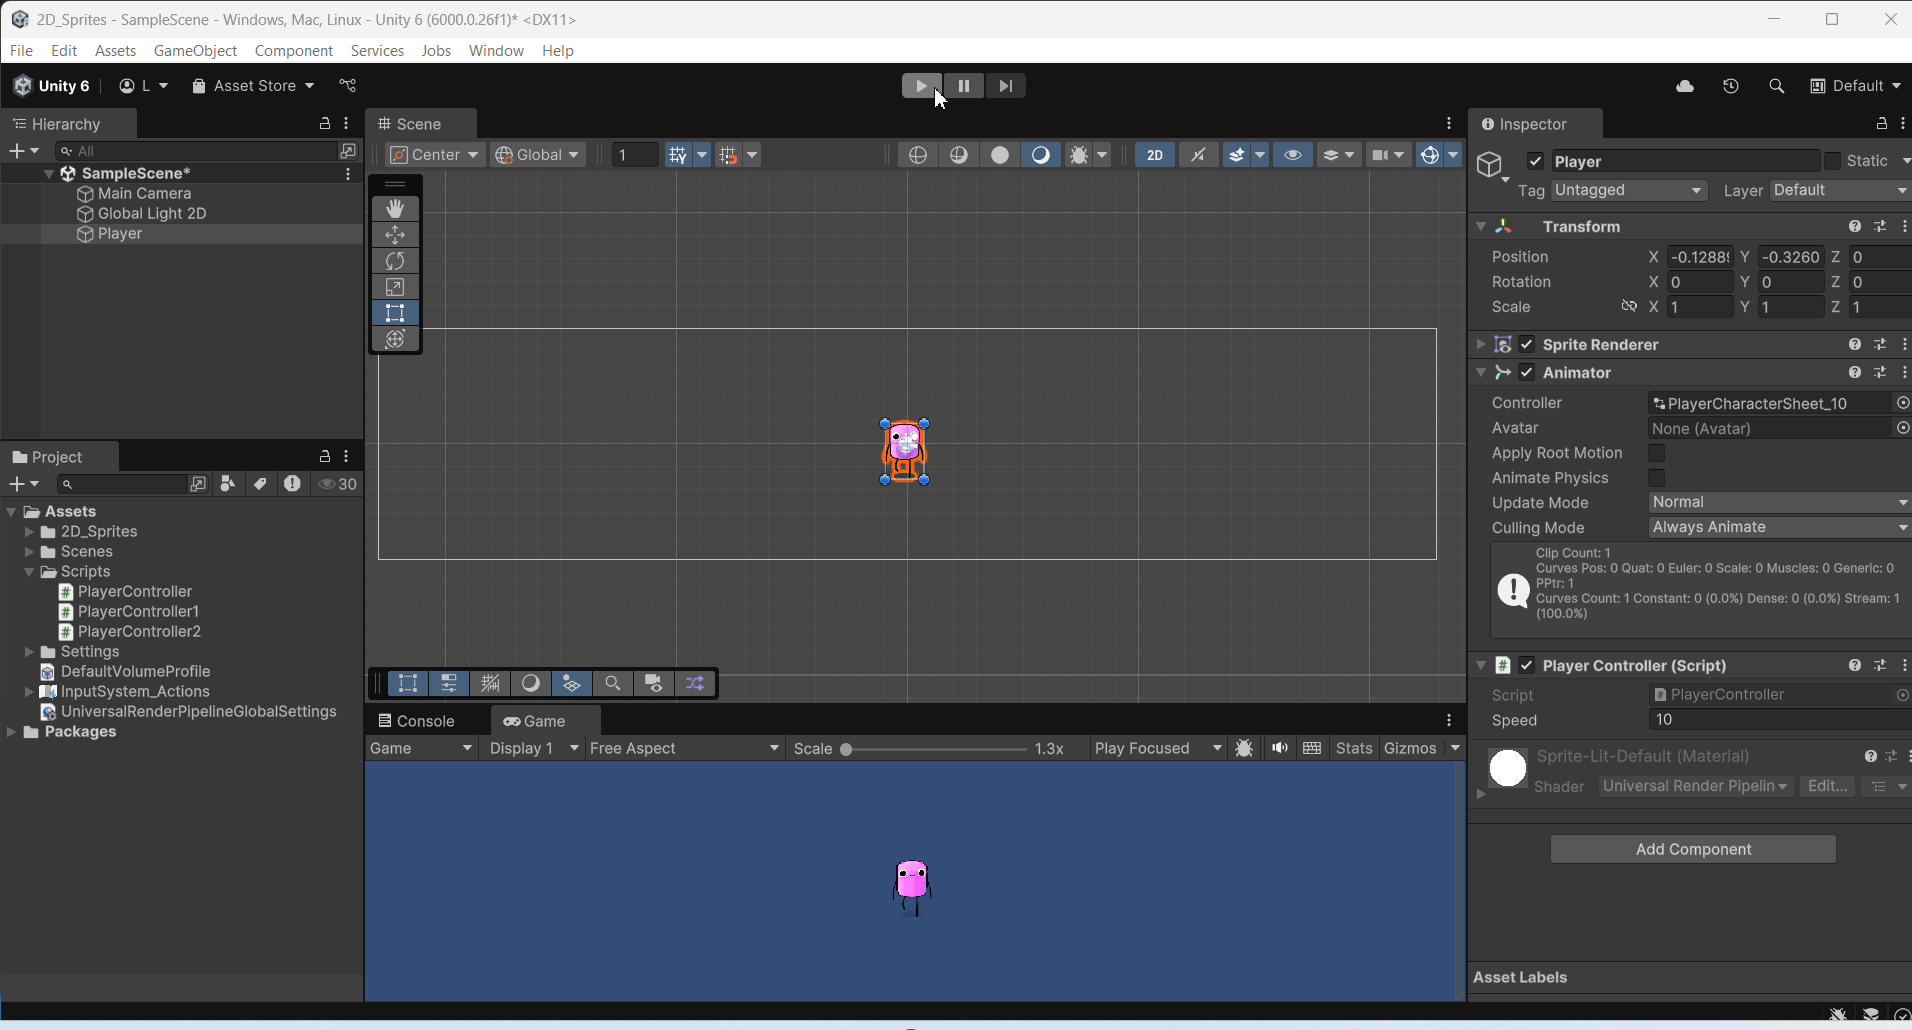 2D_Sprites - SampleScene - Windows, Mac, Linux - Unity 6 (6000.0.26f1)* <DX11>
File Edit Assets GameObject Component Services Jobs Window Help
Unity 6 L Asset Store Default
Hierarchy
All
SampleScene*
Main Camera
Global Light 2D
Player
Project
30
Assets
2D_Sprites
Scenes
Scripts
PlayerController
PlayerController1
PlayerController2
Settings
DefaultVolumeProfile
InputSystem_Actions
UniversalRenderPipelineGlobalSettings
Packages
Scene
Center Global 1 2D
Console Game
Game Display 1 Free Aspect Scale 1.3x Play Focused Stats Gizmos
Inspector
Player Static
Tag Untagged Layer Default
Transform
Position X -0.1288 Y -0.3260 Z 0
Rotation X 0 Y 0 Z 0
Scale X 1 Y 1 Z 1
Sprite Renderer
Animator
Controller PlayerCharacterSheet_10
Avatar None (Avatar)
Apply Root Motion
Animate Physics
Update Mode Normal
Culling Mode Always Animate
Clip Count: 1
Curves Pos: 0 Quat: 0 Euler: 0 Scale: 0 Muscles: 0 Generic: 0
PPtr: 1
Curves Count: 1 Constant: 0 (0.0%) Dense: 0 (0.0%) Stream: 1
(100.0%)
Player Controller (Script)
Script PlayerController
Speed 10
Sprite-Lit-Default (Material)
Shader Universal Render Pipelin Edit...
Add Component
Asset Labels